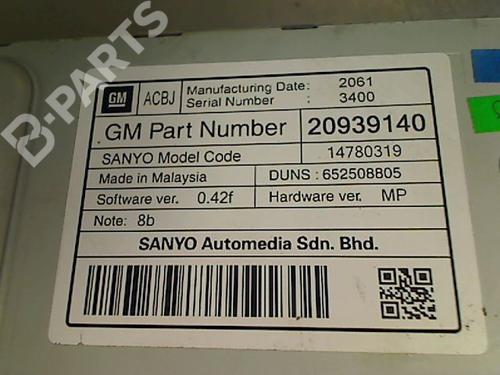 B-PARTS
GM ACBJ Manufacturing Date: 2061
Serial Number : 3400
GM Part Number 20939140
SANYO Model Code 14780319
Made in Malaysia DUNS : 652508805
Software ver. 0.42f Hardware ver. MP
Note: 8b
SANYO Automedia Sdn. Bhd.